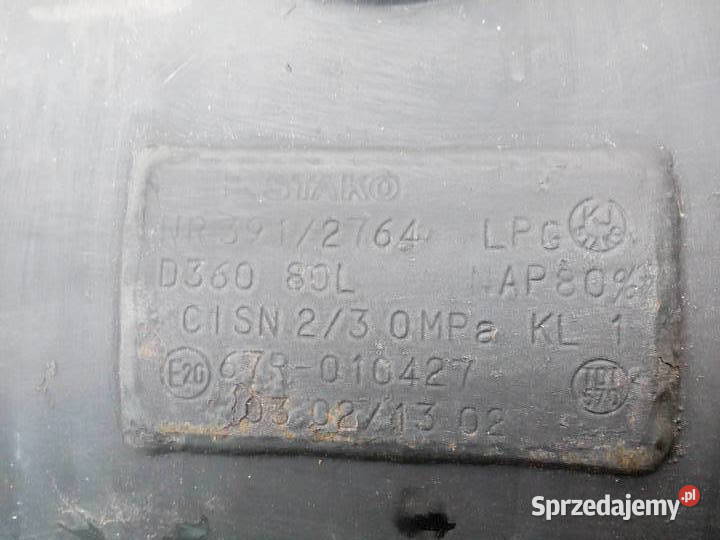 STAKO
NR 391/2764 LPG
D360 80L NAP80%
CISN 2/3.0MPa KL 1
E20 67R-010427
03 02/13 02
Sprzedajemy.pl